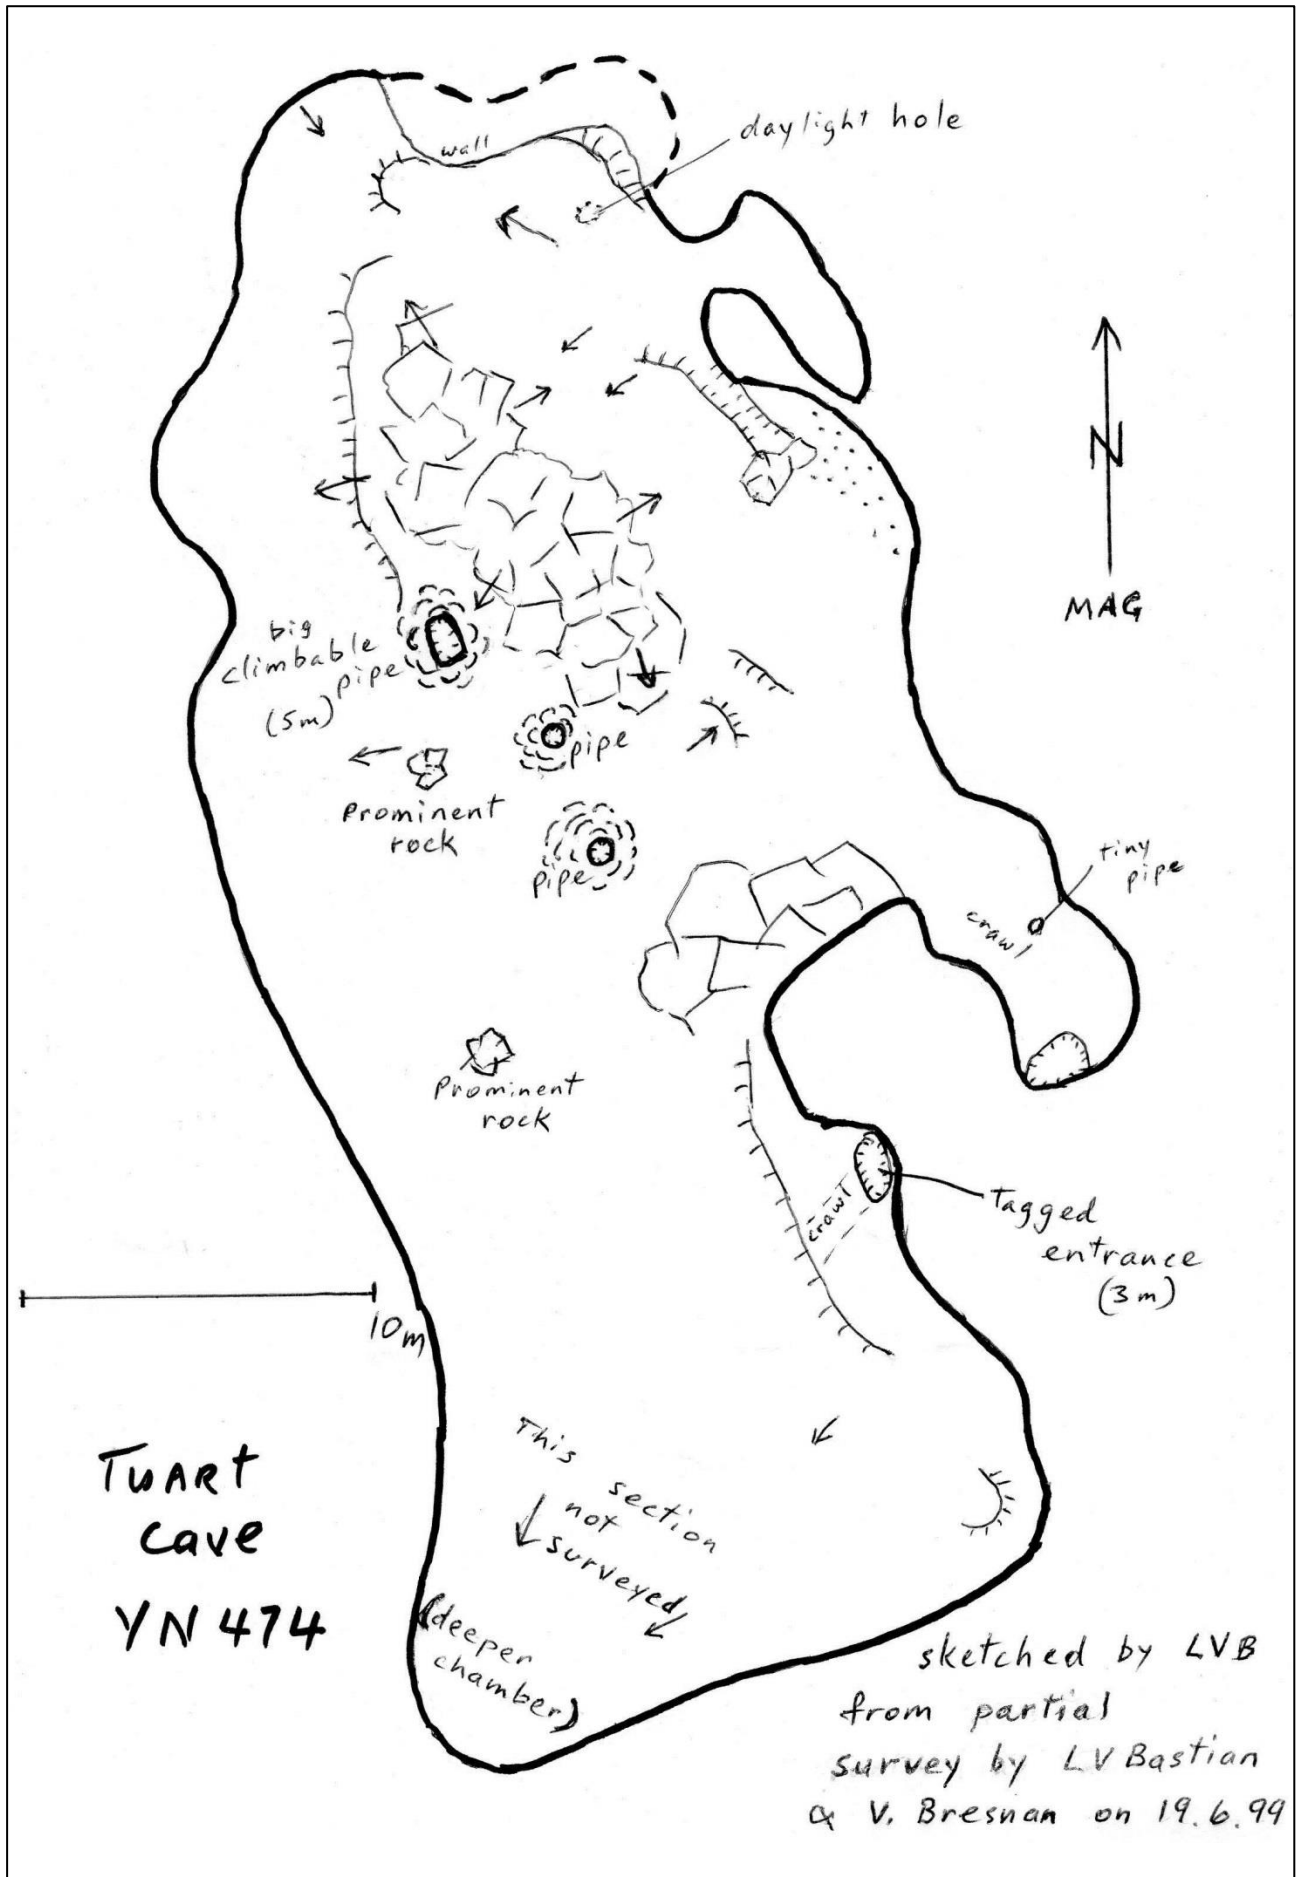 daylight hole
wall
N
MAG
big
climbable
pipe
(5m)
pipe
Prominent
rock
pipe
tiny
pipe
crawl
Prominent
rock
crawl
Tagged
entrance
(3m)
10m
This
section
not
surveyed
(deeper
chamber)
TUART
cave
YN 474
sketched by LVB
from partial
survey by LV Bastian
& V. Bresnan on 19.6.99